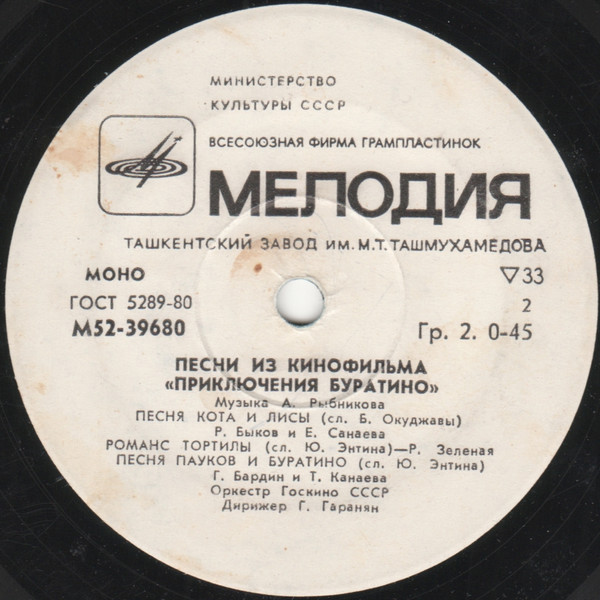 МИНИСТЕРСТВО
КУЛЬТУРЫ СССР
ВСЕСОЮЗНАЯ ФИРМА ГРАМПЛАСТИНОК
МЕЛОДИЯ
ТАШКЕНТСКИЙ ЗАВОД ИМ. М.Т. ТАШМУХАМЕДОВА
МОНО ▽33
ГОСТ 5289-80 2
М52-39680 Гр. 2. 0-45
ПЕСНИ ИЗ КИНОФИЛЬМА
«ПРИКЛЮЧЕНИЯ БУРАТИНО»
Музыка А. Рыбникова
ПЕСНЯ КОТА И ЛИСЫ (сл. Б. Окуджавы)
Р. Быков и Е. Санаева
РОМАНС ТОРТИЛЫ (сл. Ю. Энтина)—Р. Зеленая
ПЕСНЯ ПАУКОВ И БУРАТИНО (сл. Ю. Энтина)
Г. Бардин и Т. Канаева
Оркестр Госкино СССР
Дирижер Г. Гаранян